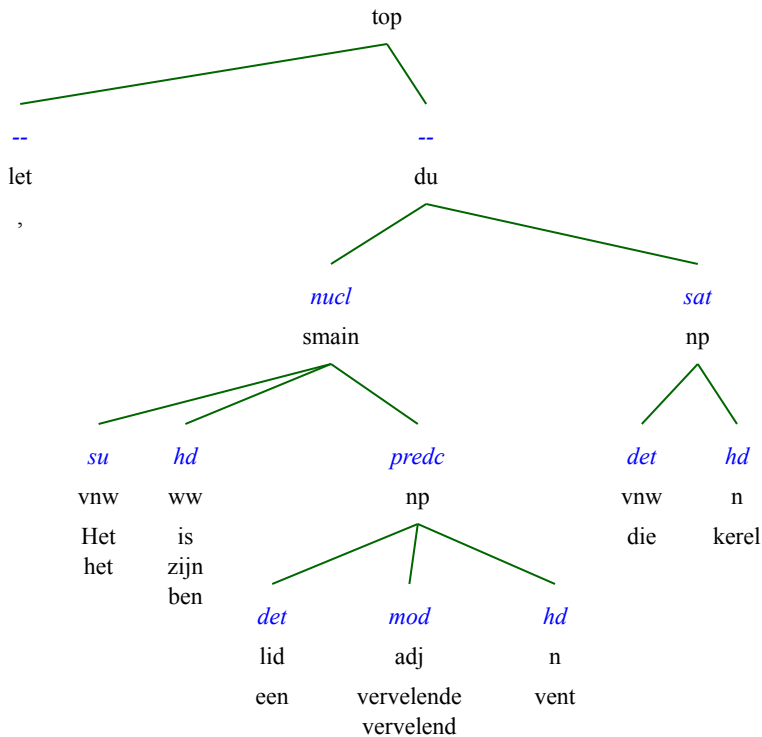 top
-- --
let du
,
nucl sat
smain np
su hd predc det hd
vnw ww np vnw n
Het is die kerel
het zijn
ben
det mod hd
lid adj n
een vervelende vent
vervelend